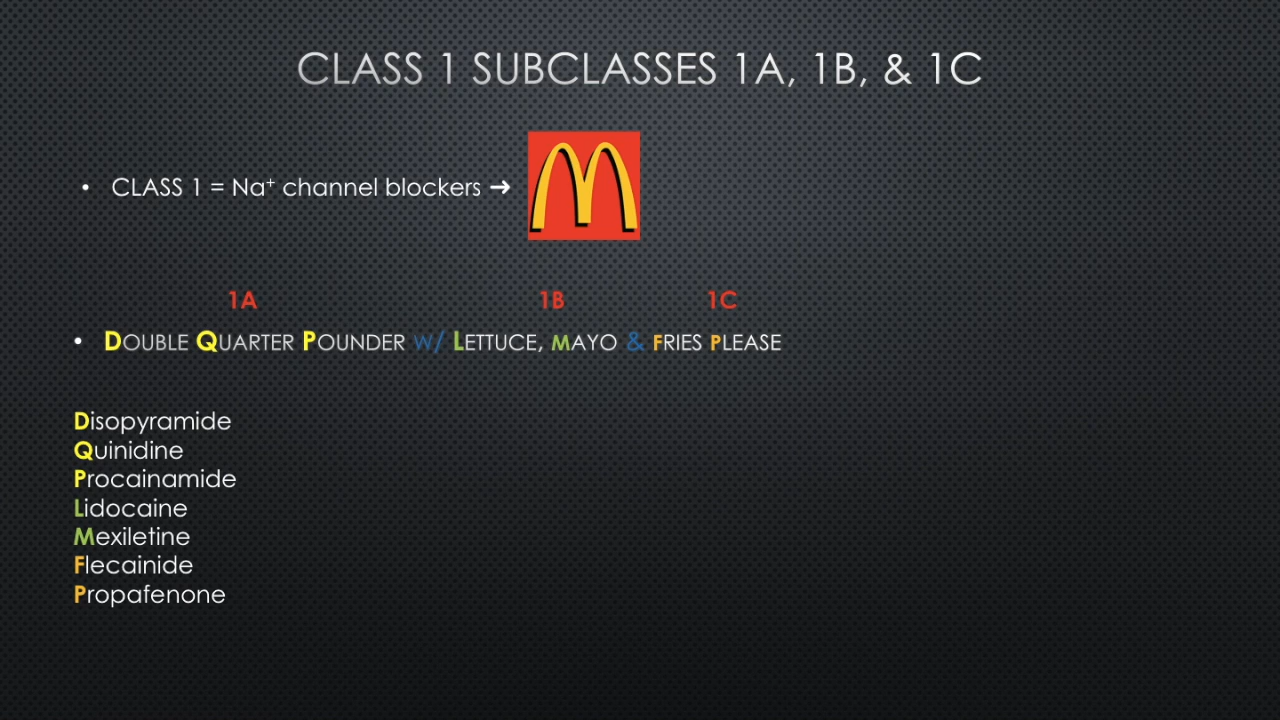 CLASS 1 SUBCLASSES 1A, 1B, & 1C
• CLASS 1 = Na⁺ channel blockers ➜
1A 1B 1C
• DOUBLE QUARTER POUNDER W/ LETTUCE, MAYO & FRIES PLEASE
Disopyramide
Quinidine
Procainamide
Lidocaine
Mexiletine
Flecainide
Propafenone